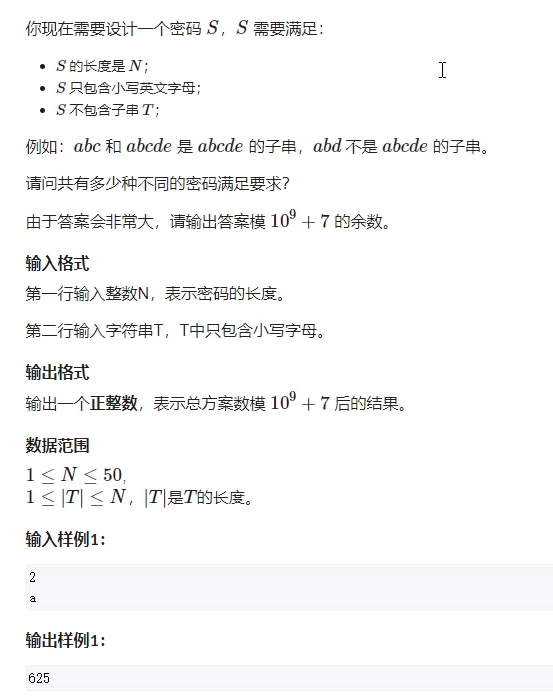 你现在需要设计一个密码 S，S 需要满足：
• S 的长度是 N；
• S 只包含小写英文字母；
• S 不包含子串 T；
例如：abc 和 abcde 是 abcde 的子串，abd 不是 abcde 的子串。
请问共有多少种不同的密码满足要求？
由于答案会非常大，请输出答案模 10⁹ + 7 的余数。
输入格式
第一行输入整数N，表示密码的长度。
第二行输入字符串T，T中只包含小写字母。
输出格式
输出一个正整数，表示总方案数模 10⁹ + 7 后的结果。
数据范围
1 ≤ N ≤ 50,
1 ≤ |T| ≤ N，|T|是T的长度。
输入样例1：
2
a
输出样例1：
625